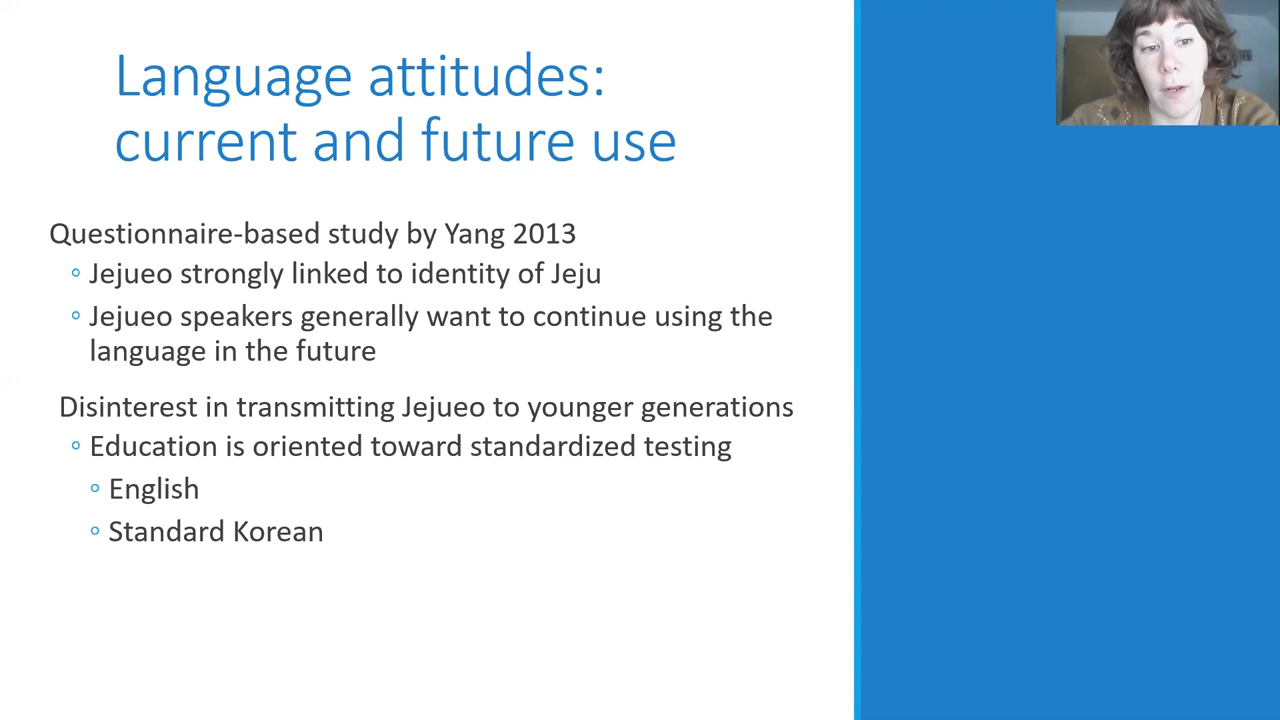 Language attitudes:
current and future use
Questionnaire-based study by Yang 2013
◦ Jejueo strongly linked to identity of Jeju
◦ Jejueo speakers generally want to continue using the
language in the future
Disinterest in transmitting Jejueo to younger generations
◦ Education is oriented toward standardized testing
◦ English
◦ Standard Korean